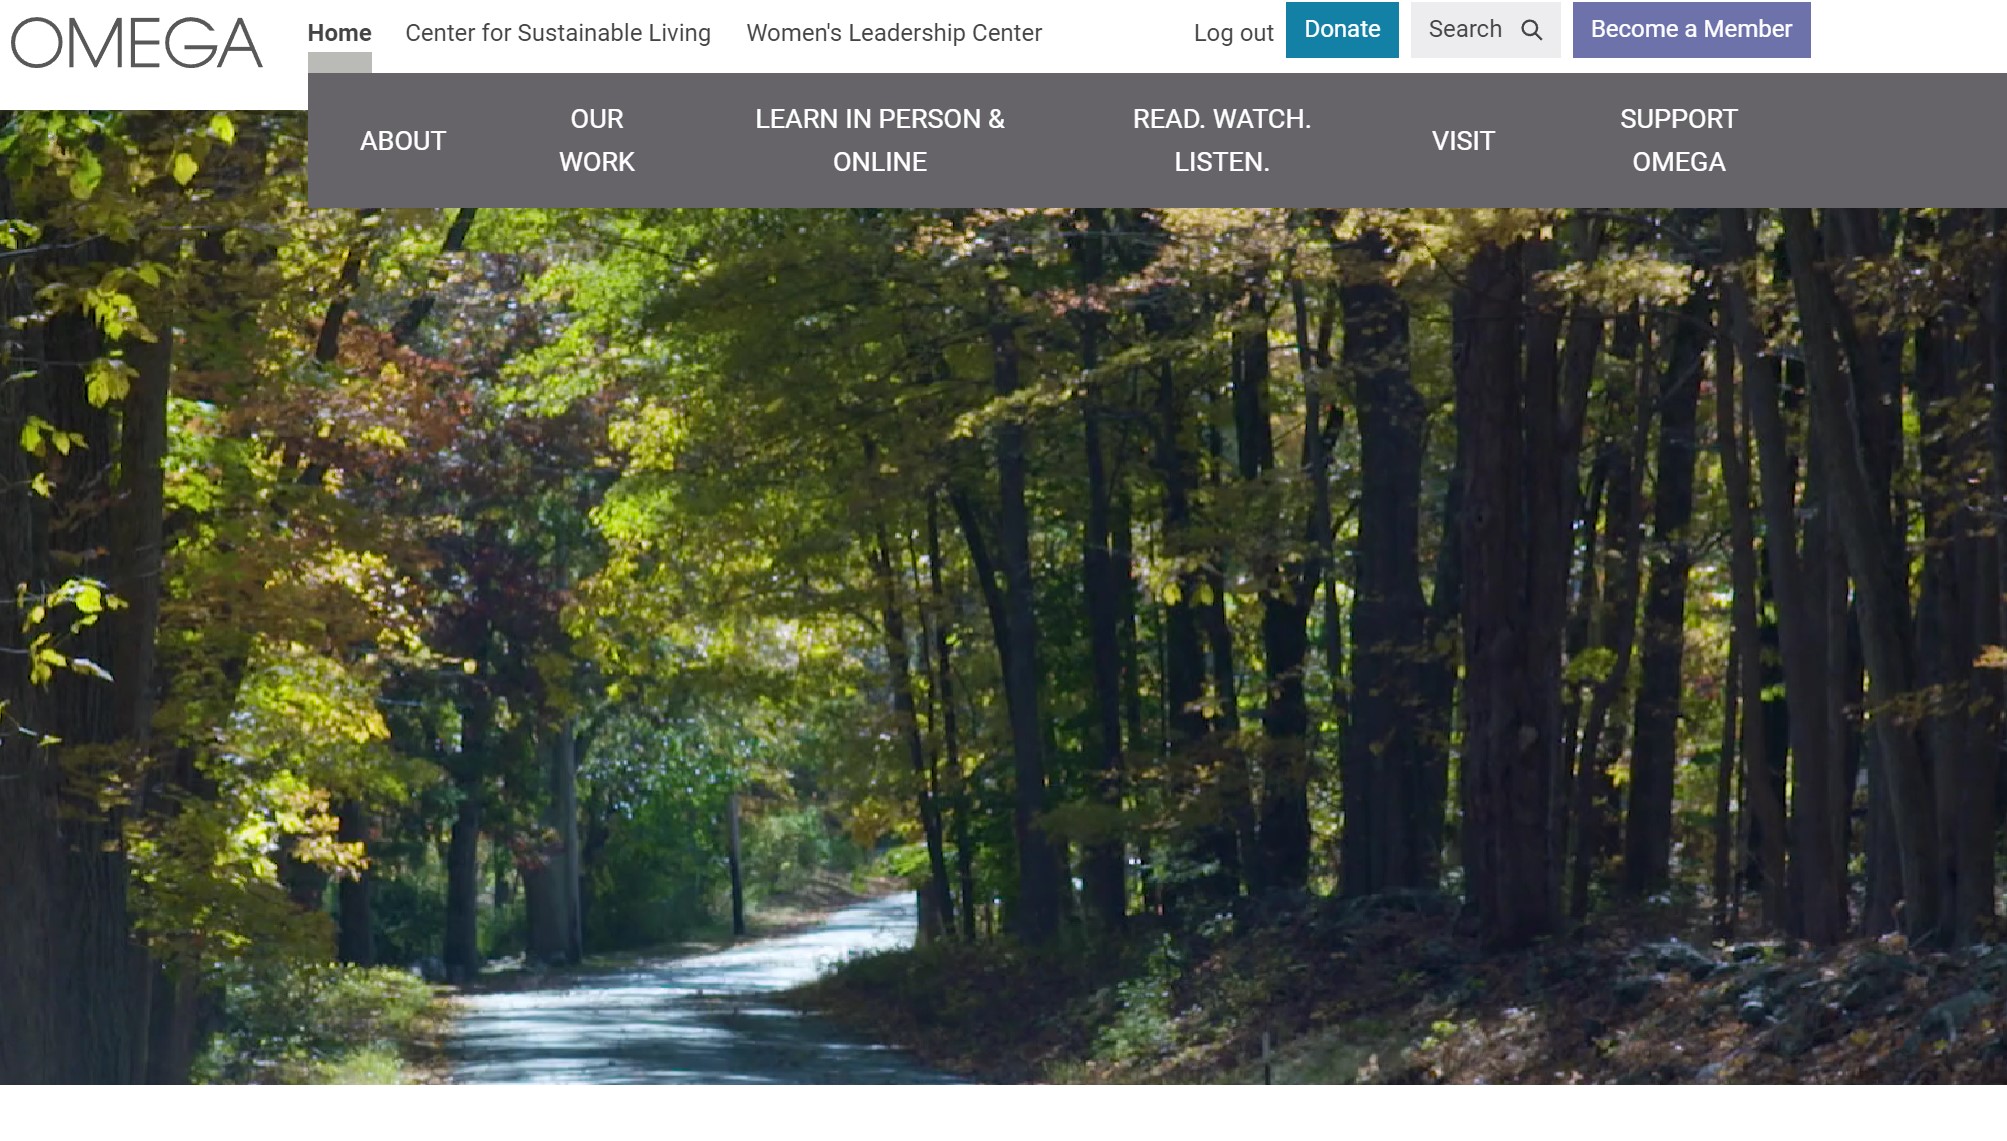 OMEGA
Home
Center for Sustainable Living
Women's Leadership Center
Log out
Donate
Search
Become a Member
ABOUT
OUR
WORK
LEARN IN PERSON &
ONLINE
READ. WATCH.
LISTEN.
VISIT
SUPPORT
OMEGA